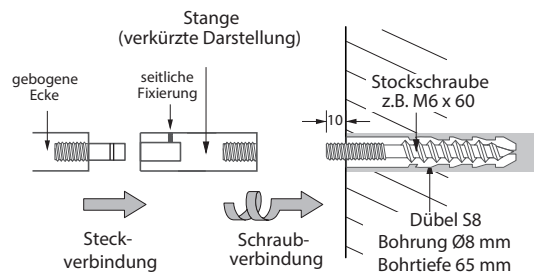 Stange
(verkürzte Darstellung)
gebogene
Ecke
seitliche
Fixierung
Stockschraube
z.B. M6 x 60
10
Steck-
verbindung
Schraub-
verbindung
Dübel S8
Bohrung Ø8 mm
Bohrtiefe 65 mm